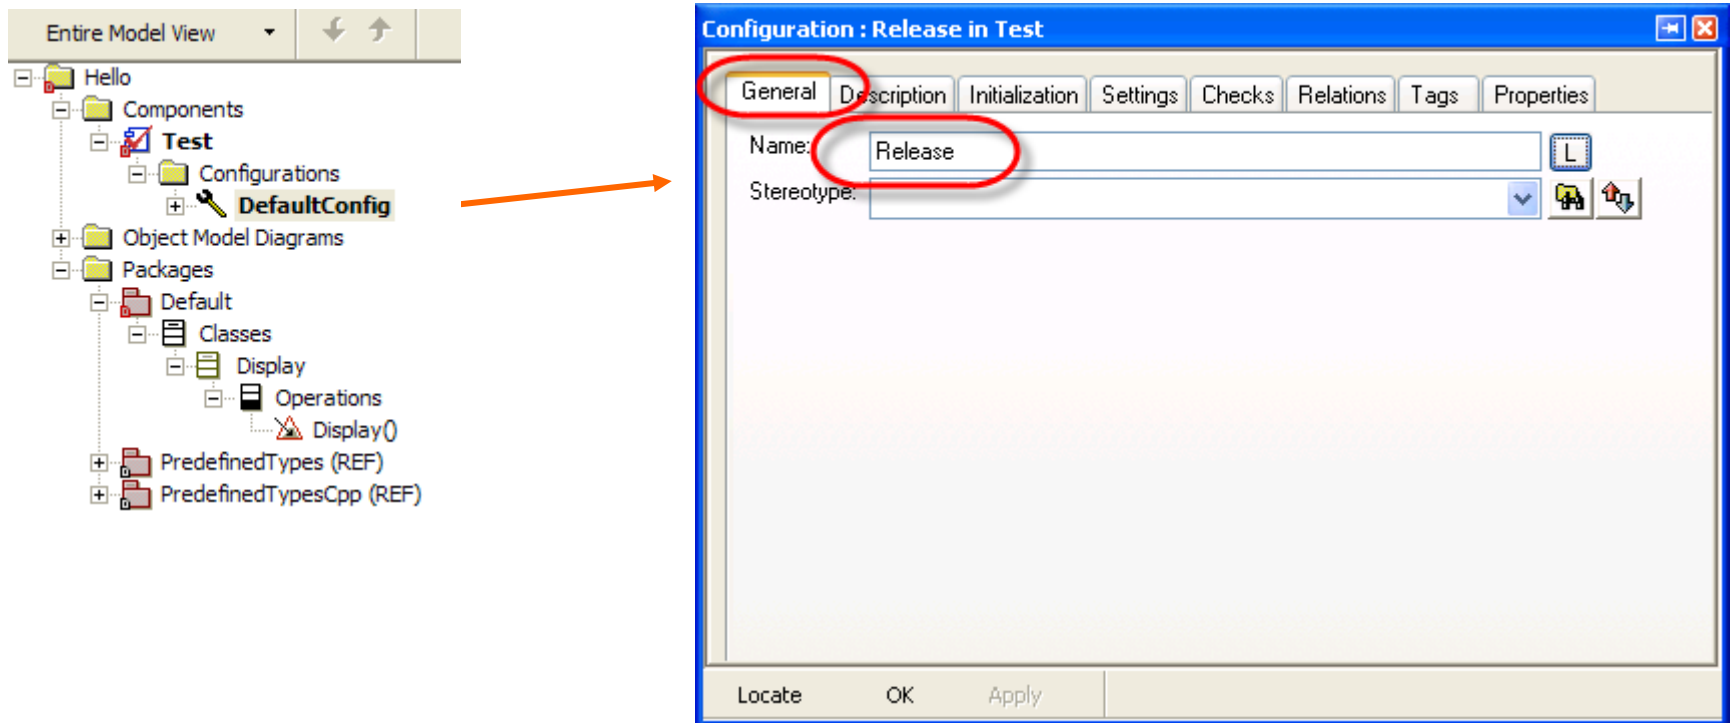 Entire Model View
Hello
Components
Test
Configurations
DefaultConfig
Object Model Diagrams
Packages
Default
Classes
Display
Operations
Display()
PredefinedTypes (REF)
PredefinedTypesCpp (REF)
Configuration : Release in Test
General Description Initialization Settings Checks Relations Tags Properties
Name: Release L
Stereotype:
Locate OK Apply